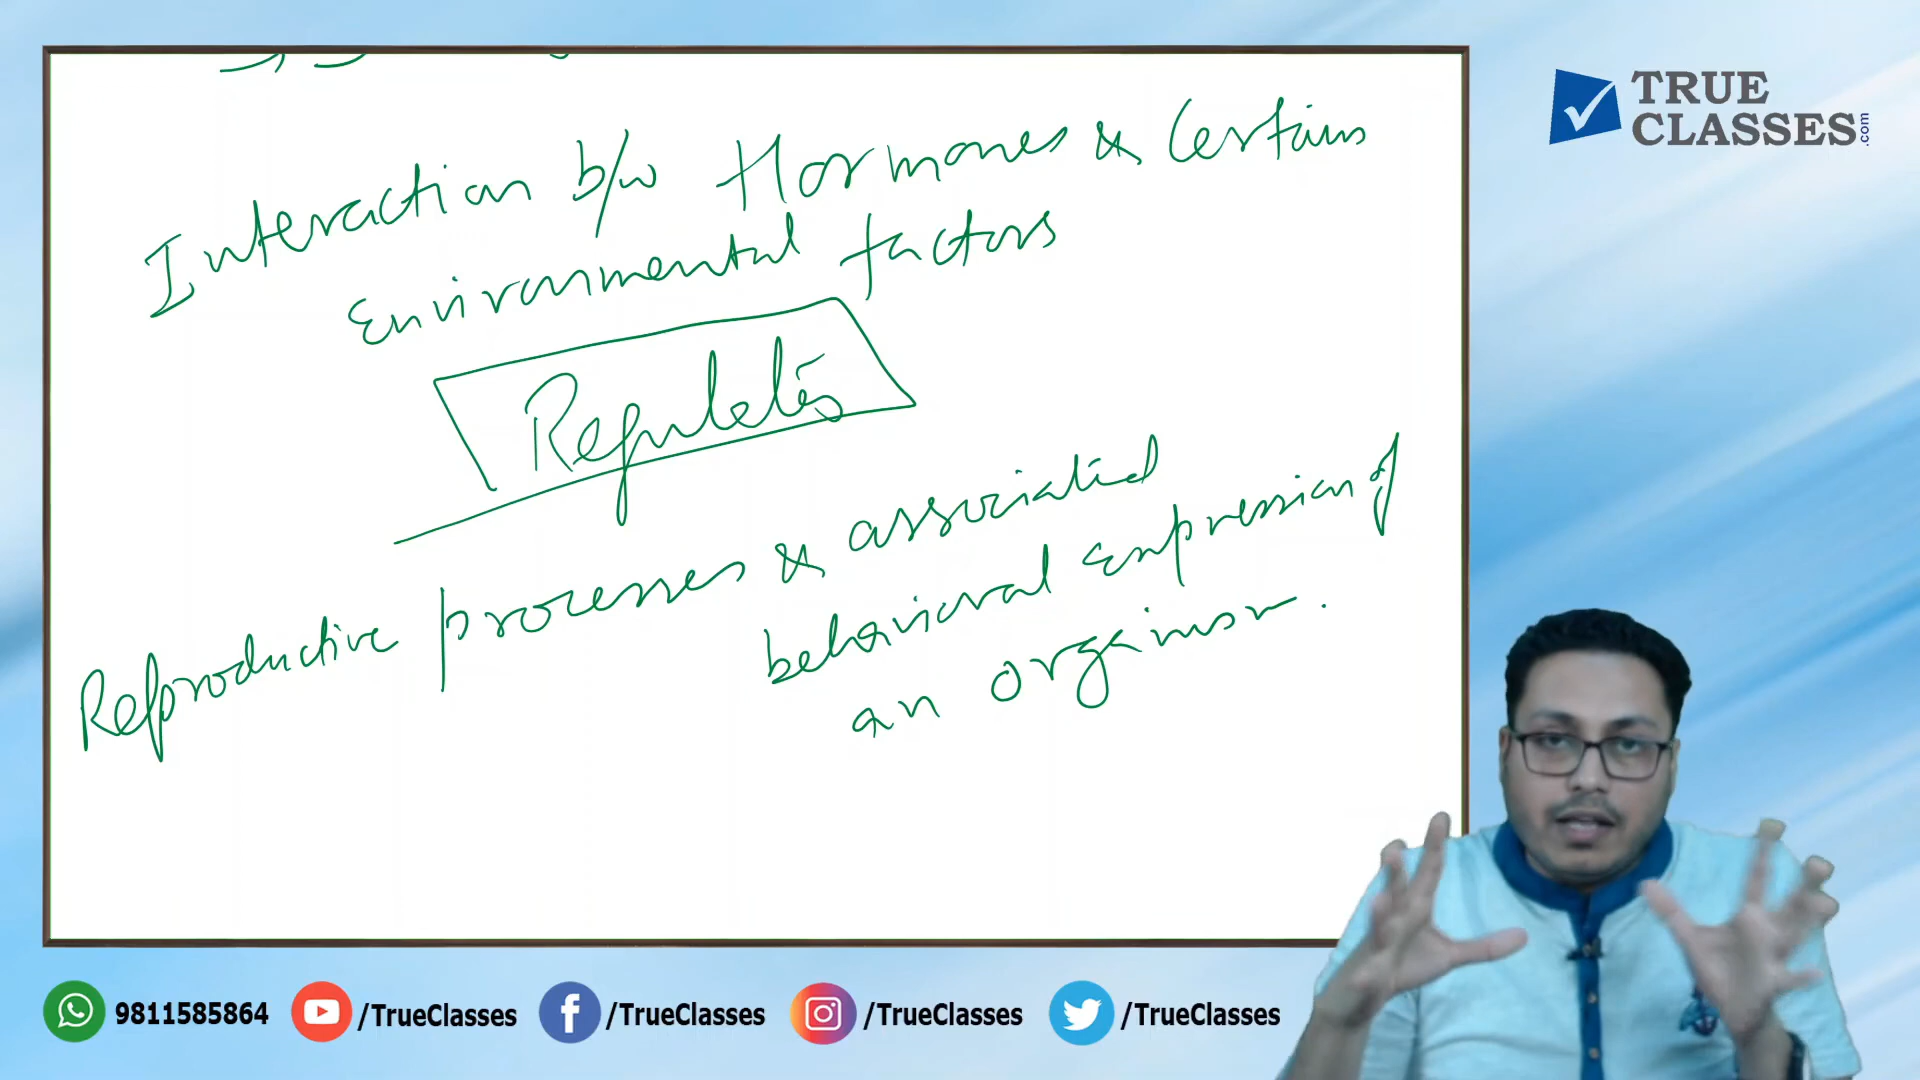 Interaction b/w Hormones & Certains
Environmental factors
Regulates
Reproductive processes & associated
behavioral expression of
an organism.
TRUE
CLASSES.com
9811585864 /TrueClasses /TrueClasses /TrueClasses /TrueClasses